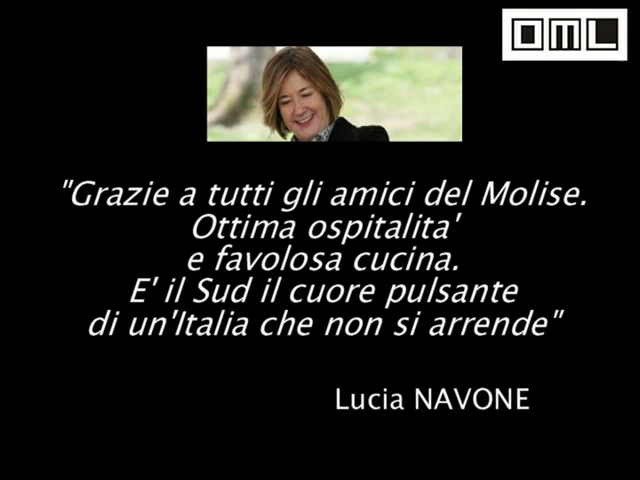 OML
"Grazie a tutti gli amici del Molise.
Ottima ospitalita'
e favolosa cucina.
E' il Sud il cuore pulsante
di un'Italia che non si arrende"
Lucia NAVONE